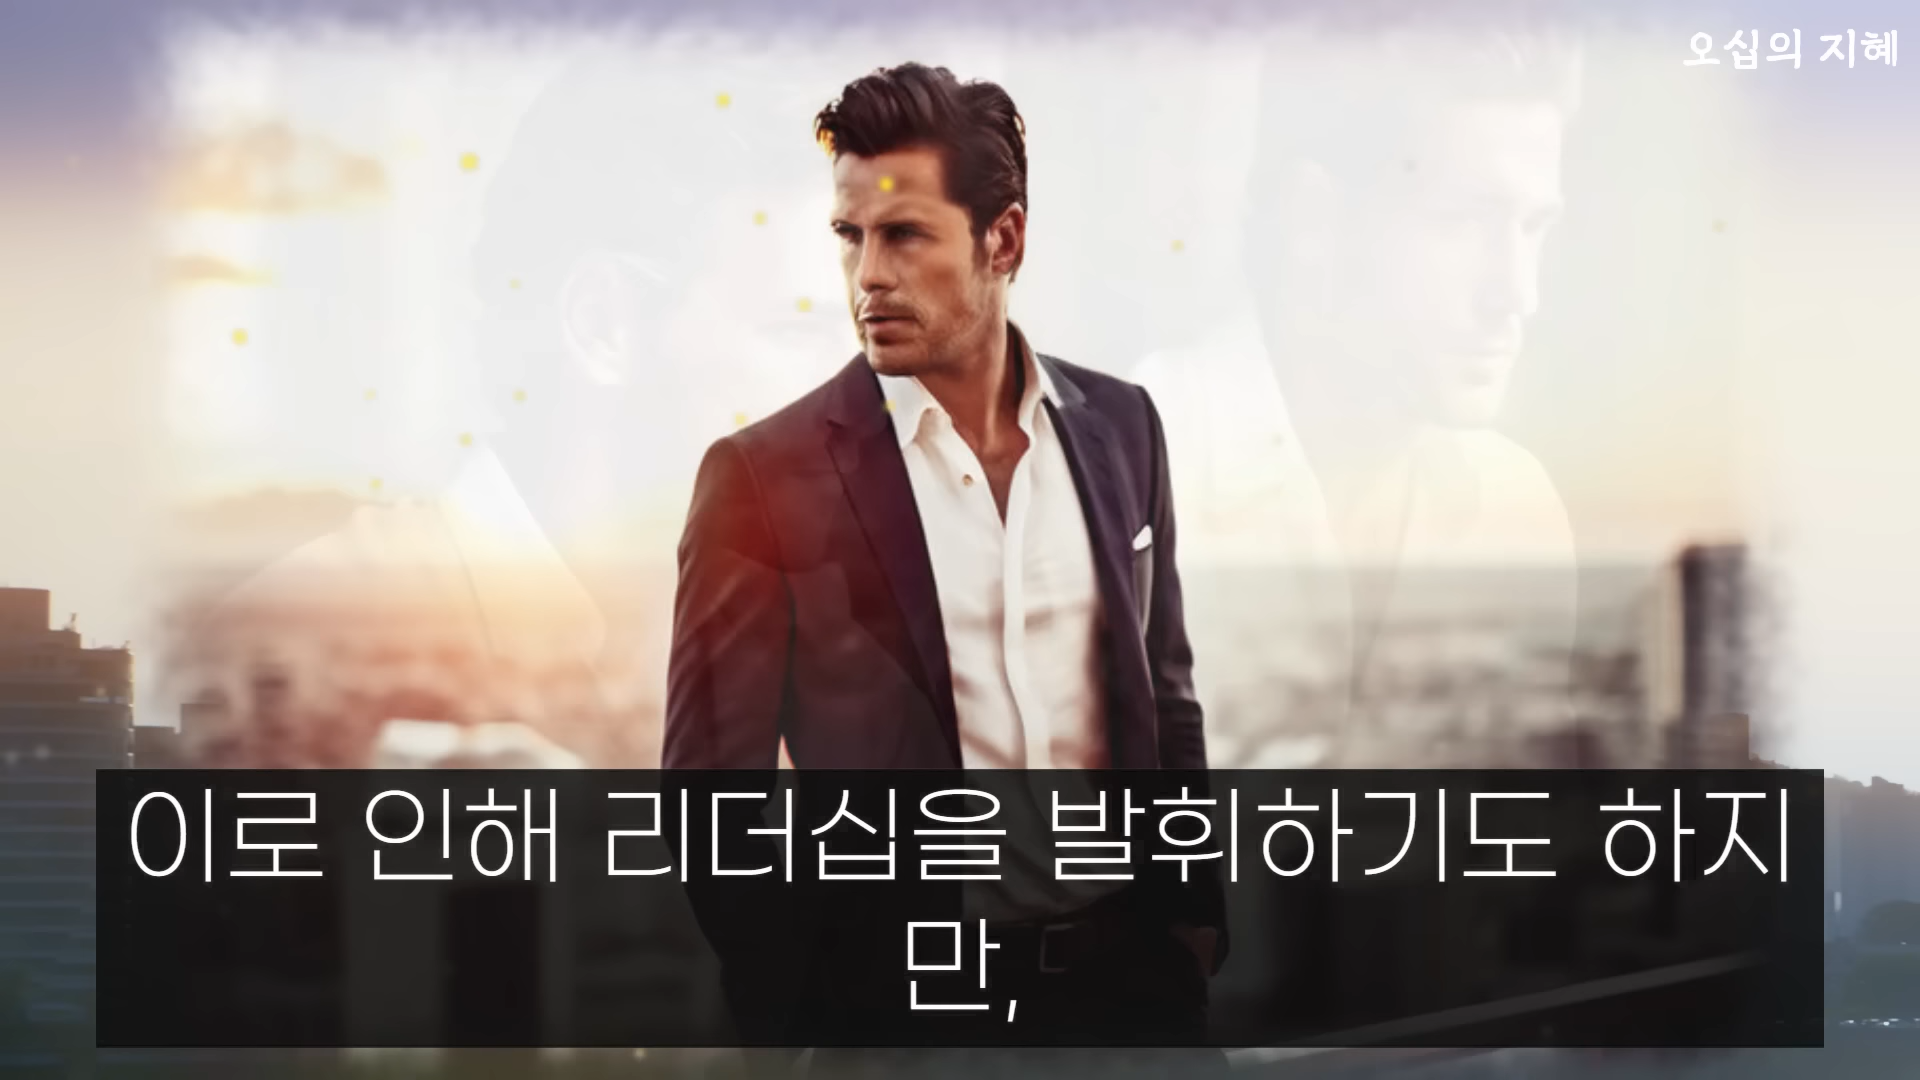 오십의 지혜
이로 인해 리더십을 발휘하기도 하지
만,